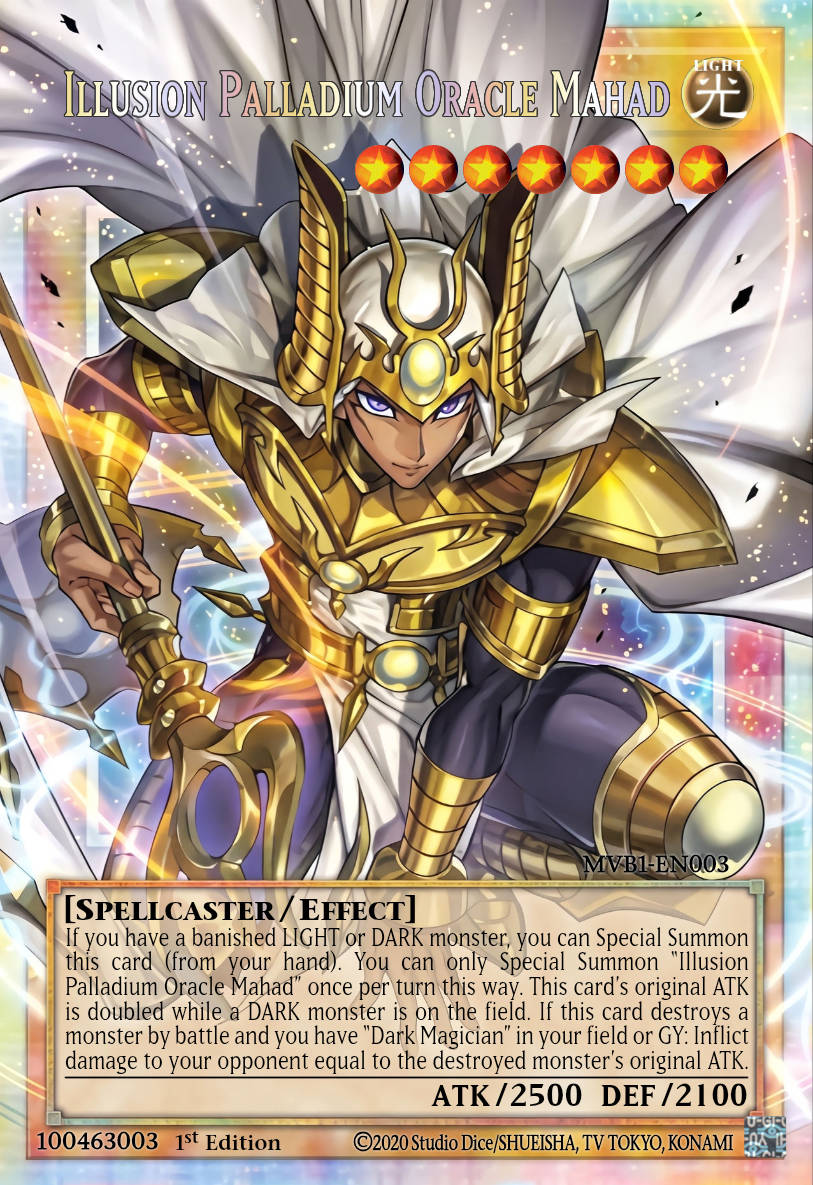 Illusion Palladium Oracle Mahad
LIGHT
光
MVB1-EN003
[Spellcaster/Effect]
If you have a banished LIGHT or DARK monster, you can Special Summon
this card (from your hand). You can only Special Summon "Illusion
Palladium Oracle Mahad" once per turn this way. This card's original ATK
is doubled while a DARK monster is on the field. If this card destroys a
monster by battle and you have "Dark Magician" in your field or GY: Inflict
damage to your opponent equal to the destroyed monster's original ATK.
ATK/2500 DEF/2100
100463003 1st Edition ©2020 Studio Dice/SHUEISHA, TV TOKYO, KONAMI